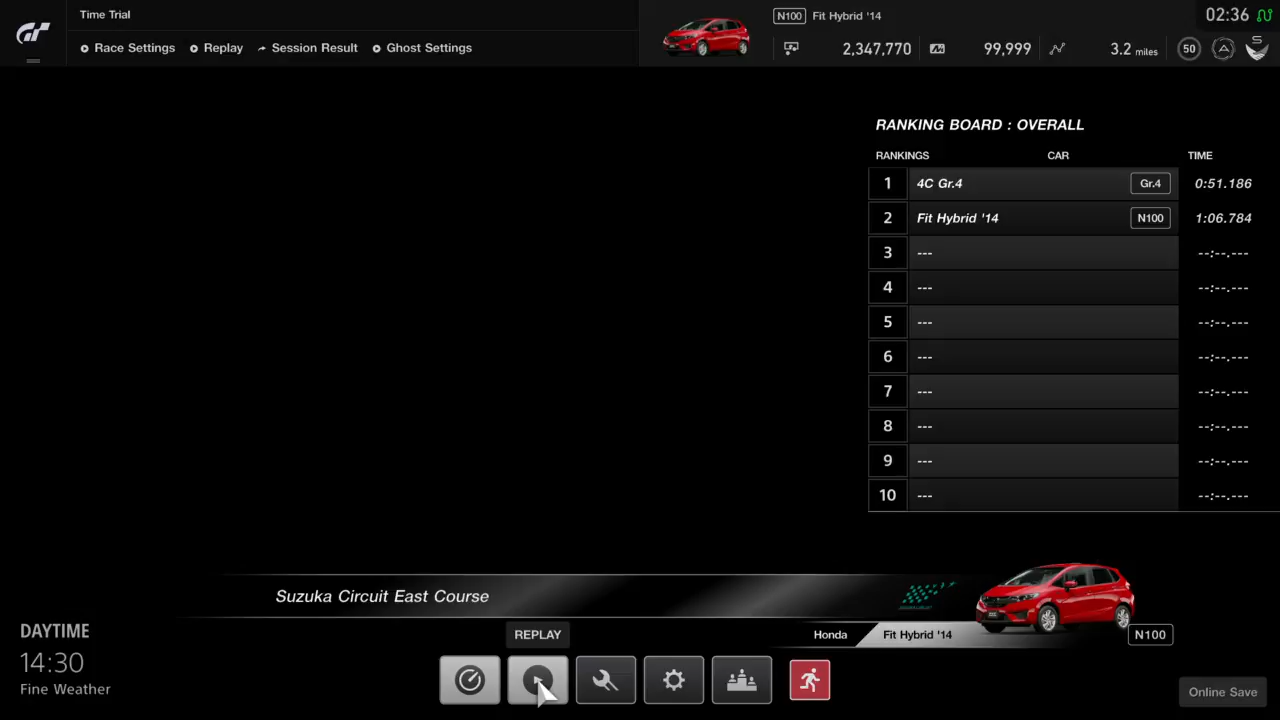 Time Trial
Race Settings Replay Session Result Ghost Settings
N100 Fit Hybrid '14
2,347,770 99,999 3.2 miles 50 A S
02:36
RANKING BOARD : OVERALL
RANKINGS CAR TIME
1 4C Gr.4 Gr.4 0:51.186
2 Fit Hybrid '14 N100 1:06.784
3 --- --:--.---
4 --- --:--.---
5 --- --:--.---
6 --- --:--.---
7 --- --:--.---
8 --- --:--.---
9 --- --:--.---
10 --- --:--.---
Suzuka Circuit East Course
DAYTIME
14:30
Fine Weather
REPLAY
Honda Fit Hybrid '14 N100
Online Save